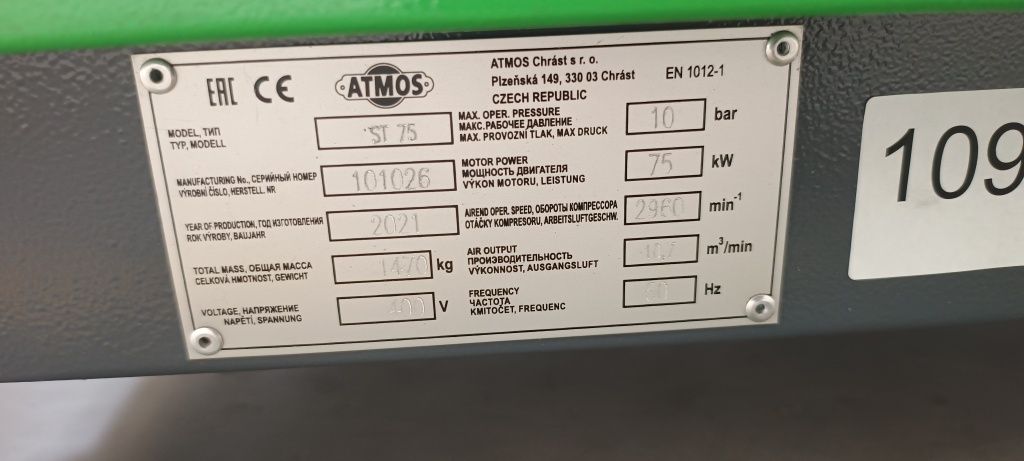 EAC CE ATMOS
ATMOS Chrást s r. o.
Plzeňská 149, 330 03 Chrást
CZECH REPUBLIC
EN 1012-1
MODEL, ТИП
TYP, MODELL
ST 75
MANUFACTURING No., СЕРИЙНЫЙ НОМЕР
VÝROBNÍ ČÍSLO, HERSTELL. NR
101026
YEAR OF PRODUCTION, ГОД ИЗГОТОВЛЕНИЯ
ROK VÝROBY, BAUJAHR
2021
TOTAL MASS, ОБЩАЯ МАССА
CELKOVÁ HMOTNOST, GEWICHT
1470 kg
VOLTAGE, НАПРЯЖЕНИЕ
NAPĚTÍ, SPANNUNG
400 V
MAX. OPER. PRESSURE
МАКС.РАБОЧЕЕ ДАВЛЕНИЕ
MAX. PROVOZNÍ TLAK, MAX DRUCK
10 bar
MOTOR POWER
МОЩНОСТЬ ДВИГАТЕЛЯ
VÝKON MOTORU, LEISTUNG
75 kW
AIREND OPER. SPEED, ОБОРОТЫ КОМПРЕССОРА
OTÁČKY KOMPRESORU, ARBEITSLUFTGESCHW.
2960 min⁻¹
AIR OUTPUT
ПРОИЗВОДИТЕЛЬНОСТЬ
VÝKONNOST, AUSGANGSLUFT
m³/min
FREQUENCY
ЧАСТОТА
KMITOČET, FREQUENC
Hz
109